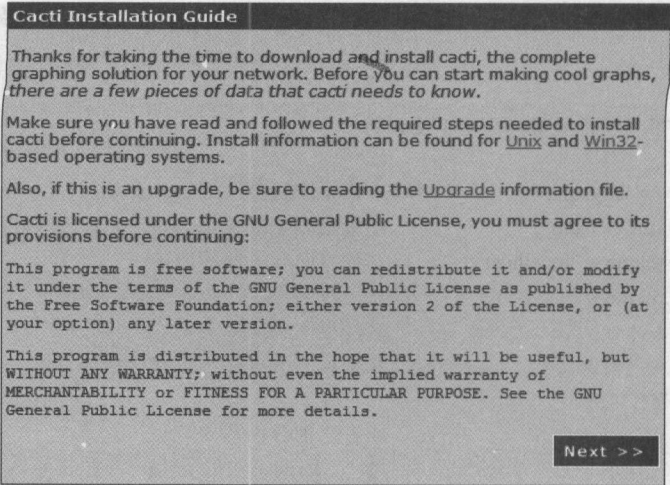 Cacti Installation Guide
Thanks for taking the time to download and install cacti, the complete
graphing solution for your network. Before you can start making cool graphs,
there are a few pieces of data that cacti needs to know.
Make sure you have read and followed the required steps needed to install
cacti before continuing. Install information can be found for Unix and Win32-
based operating systems.
Also, if this is an upgrade, be sure to reading the Upgrade information file.
Cacti is licensed under the GNU General Public License, you must agree to its
provisions before continuing:
This program is free software; you can redistribute it and/or modify
it under the terms of the GNU General Public License as published by
the Free Software Foundation; either version 2 of the License, or (at
your option) any later version.
This program is distributed in the hope that it will be useful, but
WITHOUT ANY WARRANTY; without even the implied warranty of
MERCHANTABILITY or FITNESS FOR A PARTICULAR PURPOSE. See the GNU
General Public License for more details.
Next >>